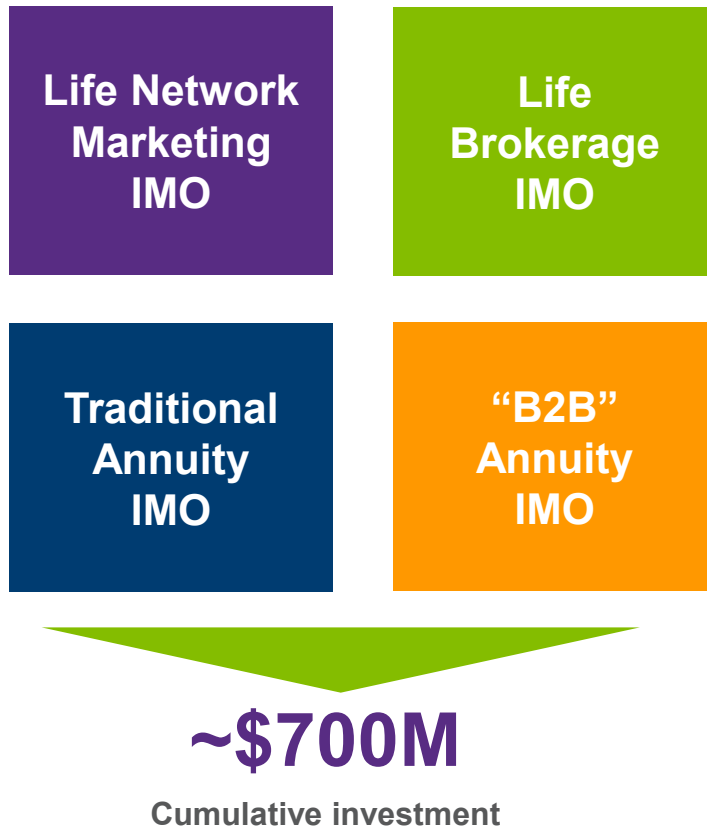 Life Network
Marketing
IMO
Life
Brokerage
IMO
Traditional
Annuity
IMO
“B2B”
Annuity
IMO
~$700M
Cumulative investment